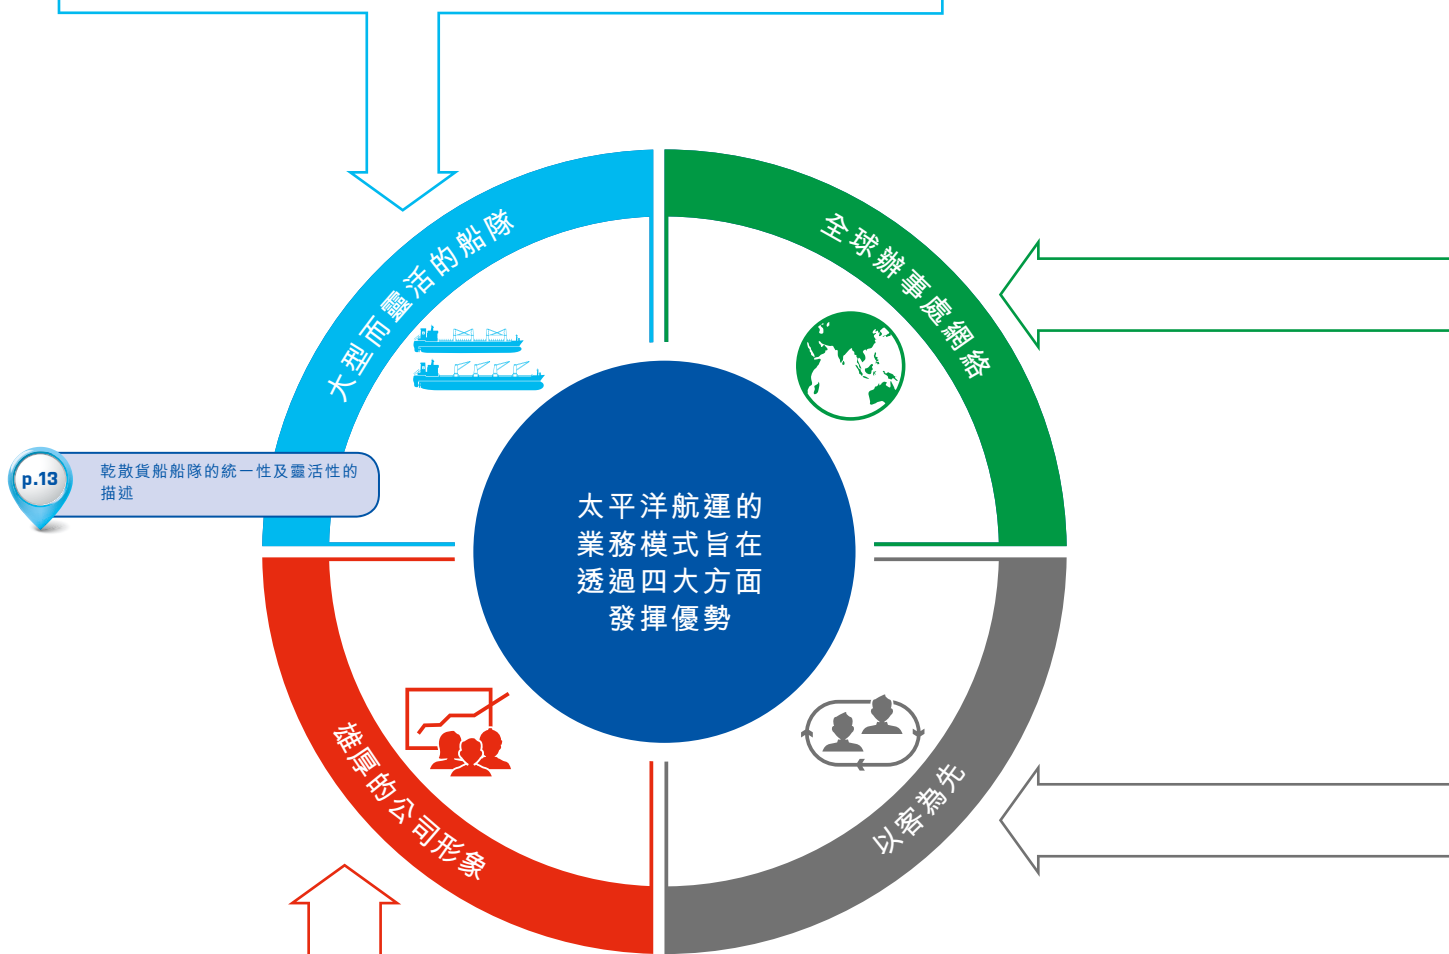 大型而靈活的船隊
全球辦事處網絡
p.13
乾散貨船船隊的統一性及靈活性的
描述
太平洋航運的
業務模式旨在
透過四大方面
發揮優勢
雄厚的公司形象
以客為先